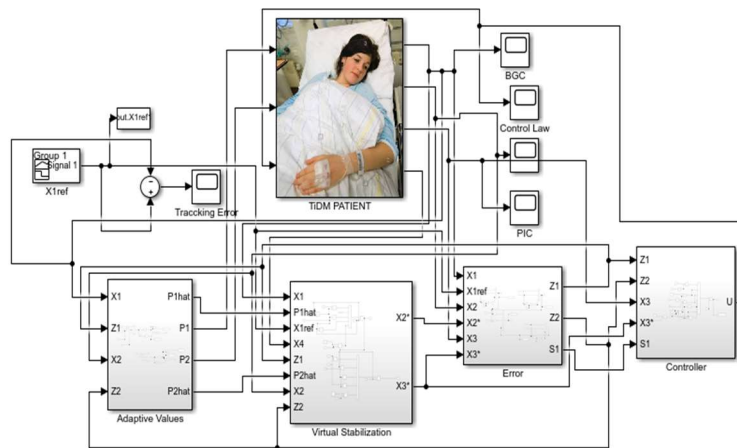 BGC
Control Law
PIC
out.X1ref1
Group 1
Signal 1
X1ref
Traccking Error
TiDM PATIENT
X1
Z1
X2
Z2
P1hat
P1
P2
P2hat
Adaptive Values
X1
P1hat
X1ref
X4
Z1
P2hat
X2
Z2
X2*
X3*
Virtual Stabilization
X1
X1ref
X2
X2*
X3
X3*
Z1
Z2
S1
Error
Z1
Z2
X3
X3*
S1
U
Controller